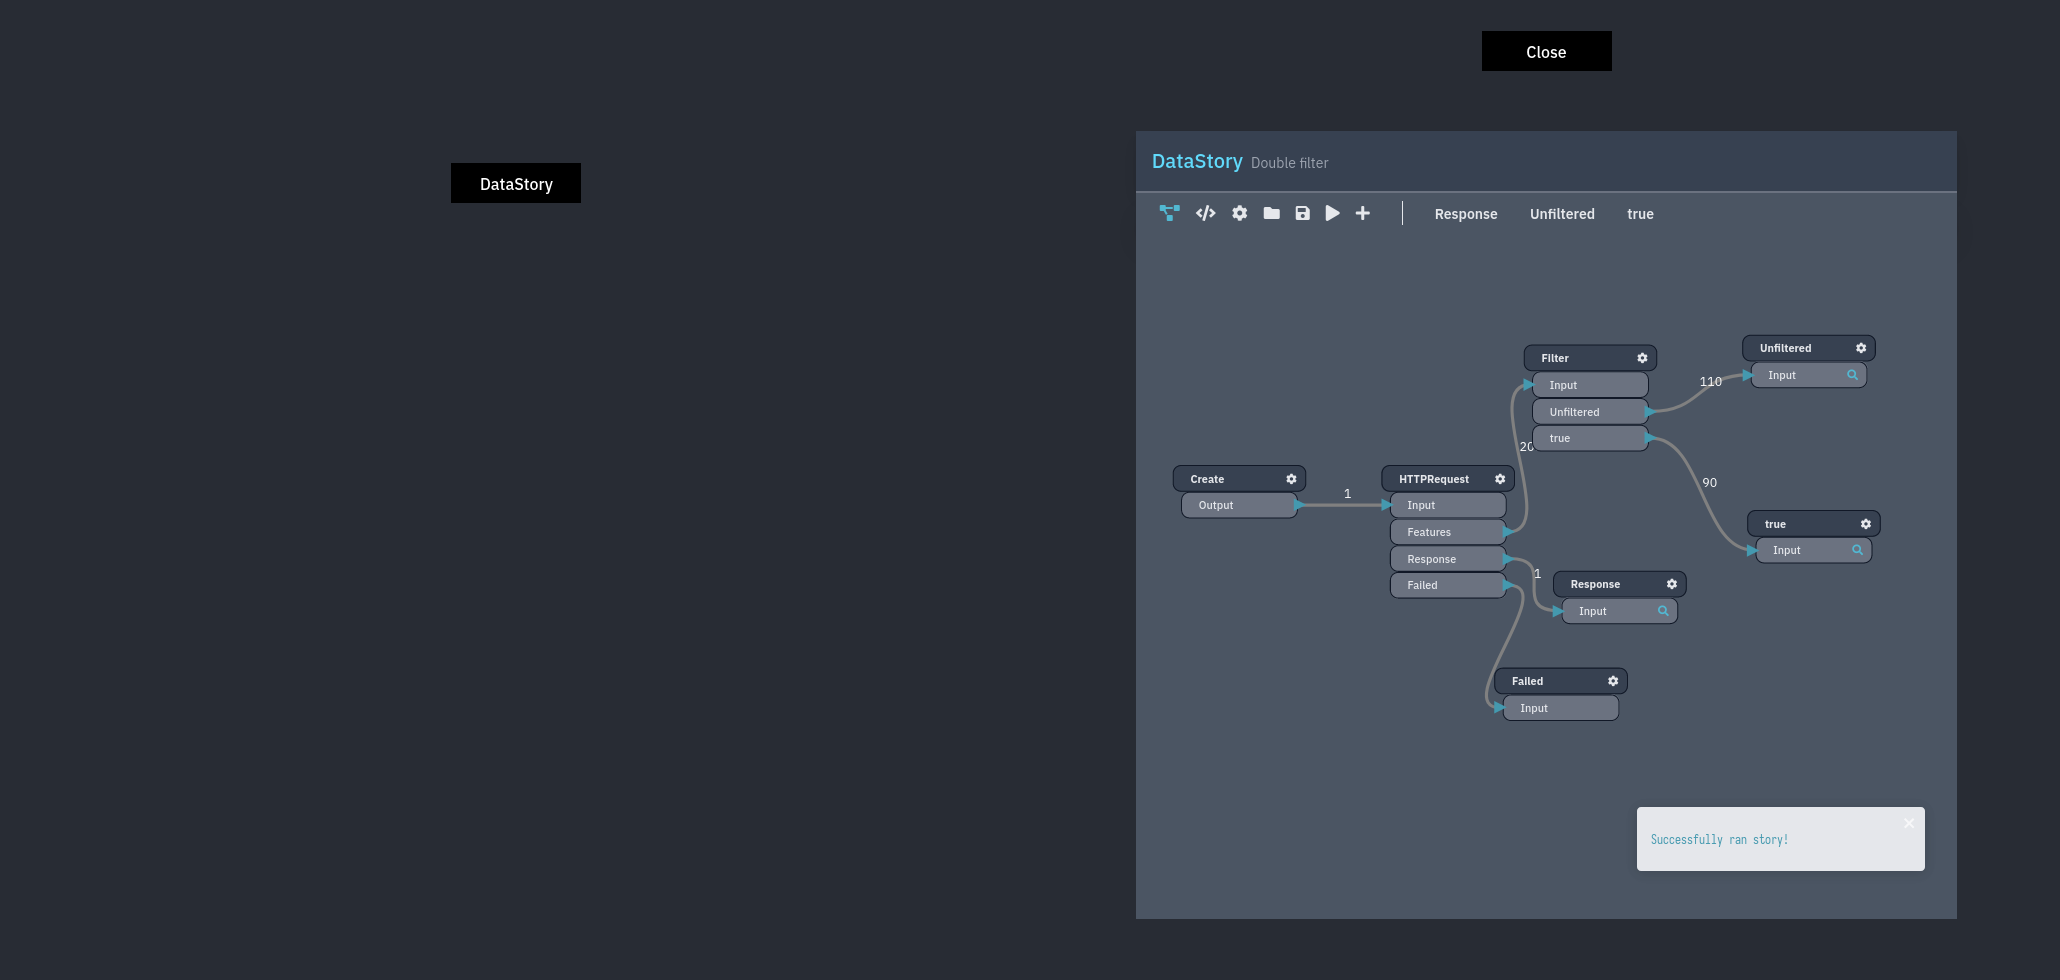 Close
DataStory
DataStory Double filter
Response Unfiltered true
Unfiltered
Input
Filter
Input
Unfiltered
true
110
20
90
Create
Output
1
HTTPRequest
Input
Features
Response
Failed
1
true
Input
Response
Input
Failed
Input
Successfully ran story!